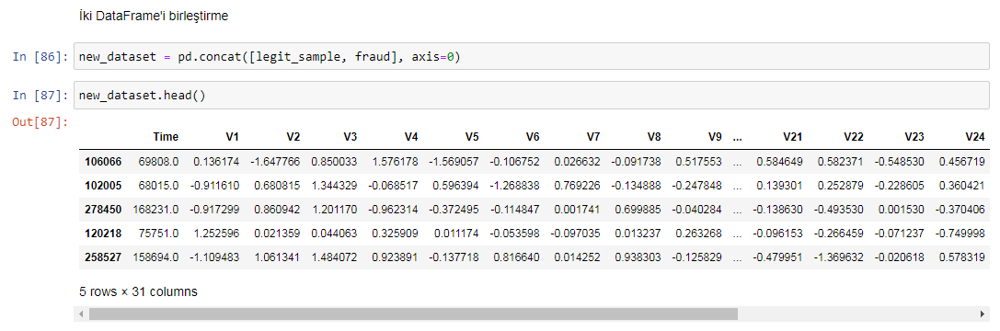 İki DataFrame'i birleştirme
In [86]: new_dataset = pd.concat([legit_sample, fraud], axis=0)
In [87]: new_dataset.head()
Out[87]:
Time V1 V2 V3 V4 V5 V6 V7 V8 V9 ... V21 V22 V23 V24
106066 69808.0 0.136174 -1.647766 0.850033 1.576178 -1.569057 -0.106752 0.026632 -0.091738 0.517553 ... 0.584649 0.582371 -0.548530 0.456719
102005 68015.0 -0.911610 0.680815 1.344329 -0.068517 0.596394 -1.268838 0.769226 -0.134888 -0.247848 ... 0.139301 0.252879 -0.228605 0.360421
278450 168231.0 -0.917299 0.860942 1.201170 -0.962314 -0.372495 -0.114847 0.001741 0.699885 -0.040284 ... -0.138630 -0.493530 0.001530 -0.370406
120218 75751.0 1.252596 0.021359 0.044063 0.325909 0.011174 -0.053598 -0.097035 0.013237 0.263268 ... -0.096153 -0.266459 -0.071237 -0.749998
258527 158694.0 -1.109483 1.061341 1.484072 0.923891 -0.137718 0.816640 0.014252 0.938303 -0.125829 ... -0.479951 -1.369632 -0.020618 0.578319
5 rows × 31 columns